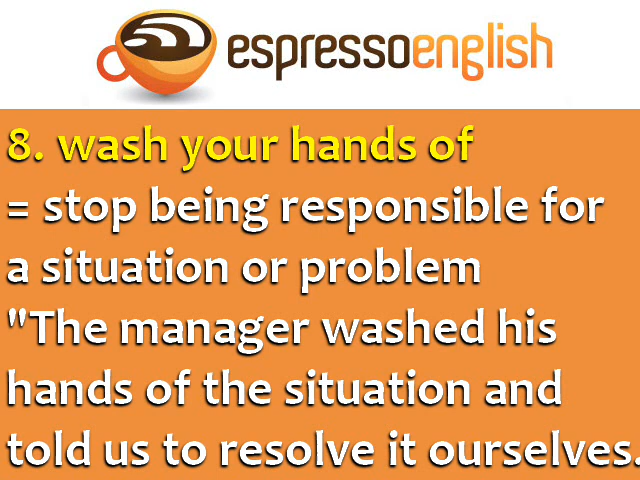 espressoenglish
8. wash your hands of
= stop being responsible for
a situation or problem
"The manager washed his
hands of the situation and
told us to resolve it ourselves.